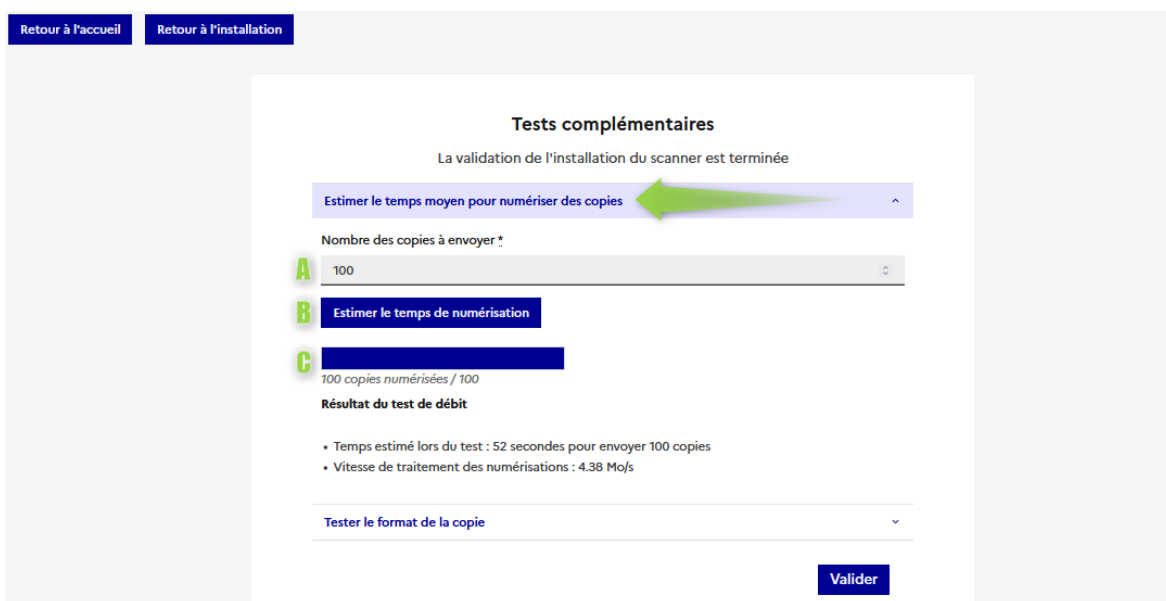 Retour à l'accueil
Retour à l'installation
Tests complémentaires
La validation de l'installation du scanner est terminée
Estimer le temps moyen pour numériser des copies
Nombre des copies à envoyer *
A
100
B
Estimer le temps de numérisation
C
100 copies numérisées / 100
Résultat du test de débit
• Temps estimé lors du test : 52 secondes pour envoyer 100 copies
• Vitesse de traitement des numérisations : 4.38 Mo/s
Tester le format de la copie
Valider